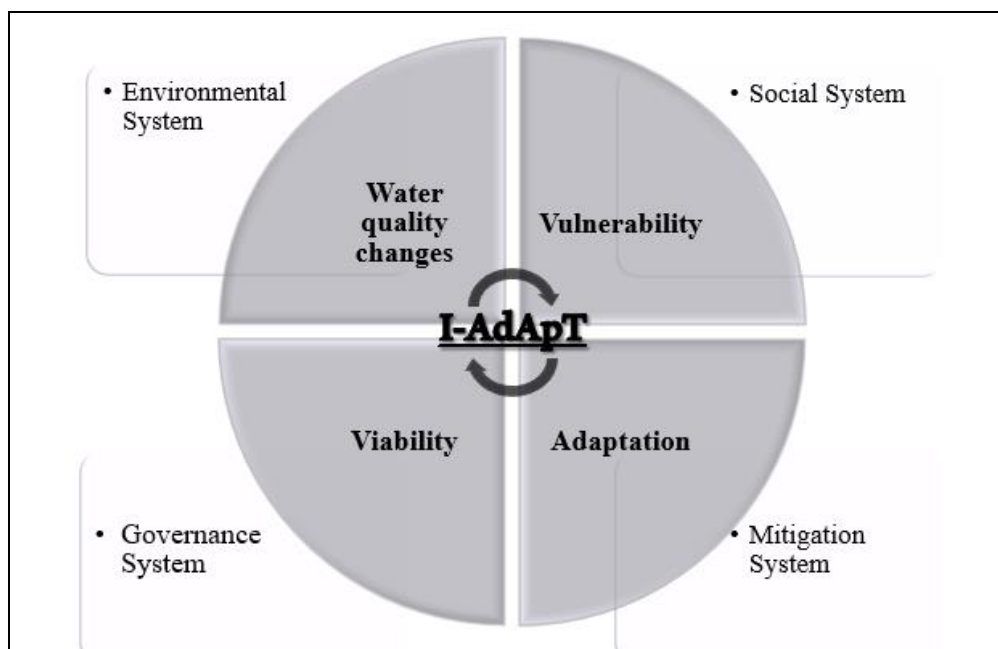 • Environmental
System
• Social System
Water
quality
changes
Vulnerability
I-AdApT
Viability
Adaptation
• Governance
System
• Mitigation
System